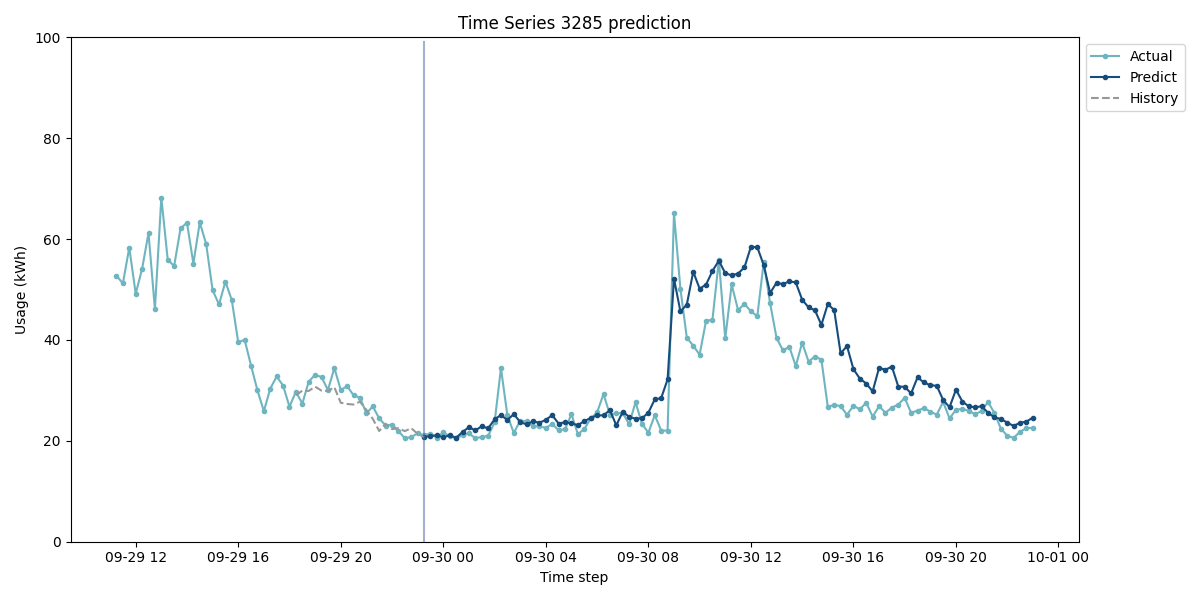 Time Series 3285 prediction
100
80
60
40
20
0
Usage (kWh)
09-29 12
09-29 16
09-29 20
09-30 00
09-30 04
09-30 08
09-30 12
09-30 16
09-30 20
10-01 00
Time step
Actual
Predict
History